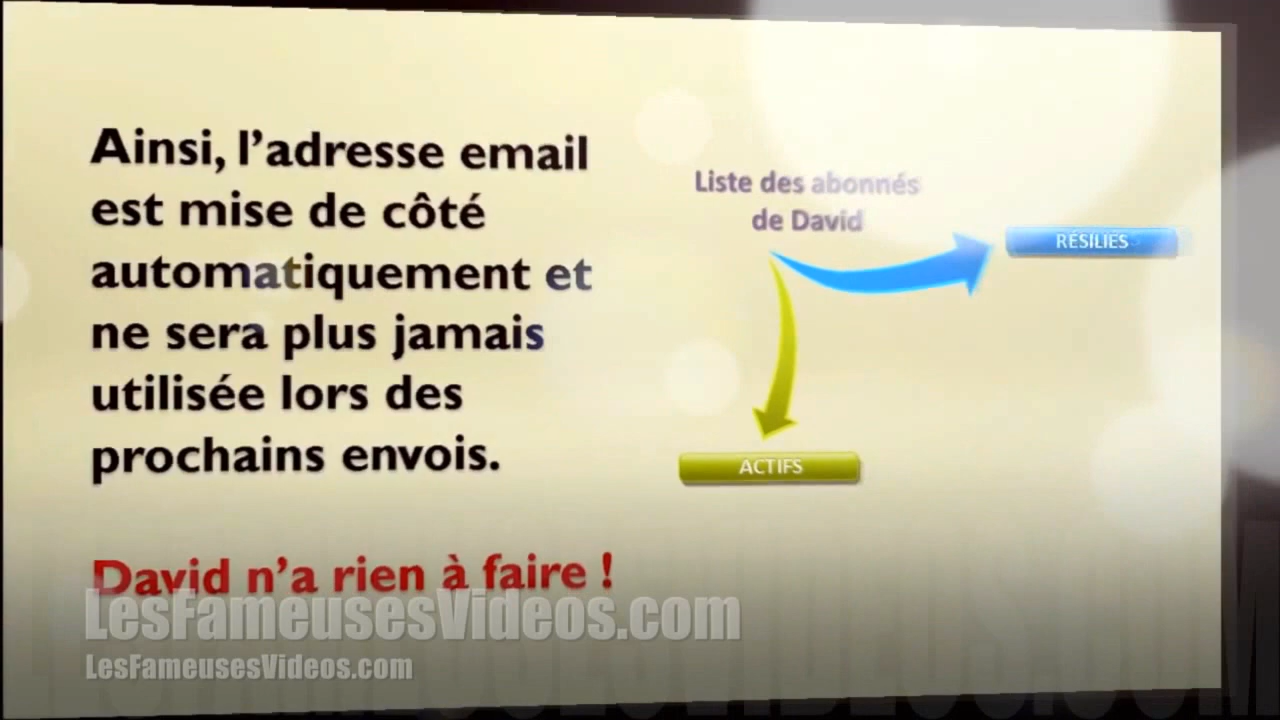 Ainsi, l’adresse email
est mise de côté
automatiquement et
ne sera plus jamais
utilisée lors des
prochains envois.
David n’a rien à faire !
Liste des abonnés
de David
RÉSILIÉS
ACTIFS
LesFameusesVideos.com
LesFameusesVideos.com